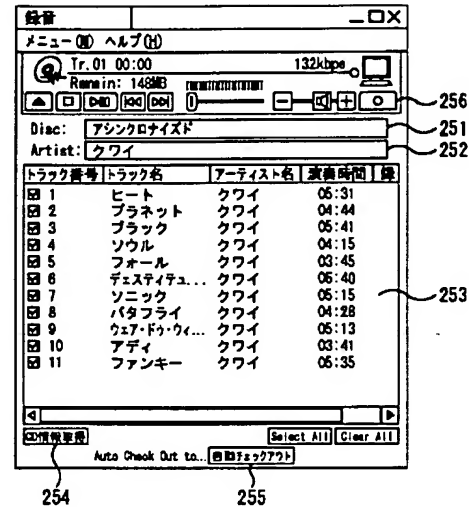 録音
メニュー(M) ヘルプ(H)
Tr.01 00:00 132kbps
Remain: 148MB
256
Disc: アシンクロナイズド 251
Artist: クワイ 252
トラック番号 トラック名 アーティスト名 演奏時間 録
1 ヒート クワイ 05:31
2 プラネット クワイ 04:44
3 ブラック クワイ 05:41
4 ソウル クワイ 04:15
5 フォール クワイ 03:45
6 デェスティテュ... クワイ 05:40
7 ソニック クワイ 05:15
8 バタフライ クワイ 04:28
9 ウェア・ドゥ・ウィ... クワイ 05:13
10 アディ クワイ 03:41
11 ファンキー クワイ 05:35
253
CD情報取得 Select All Clear All
Auto Check Out to... 自動チェックアウト
254 255